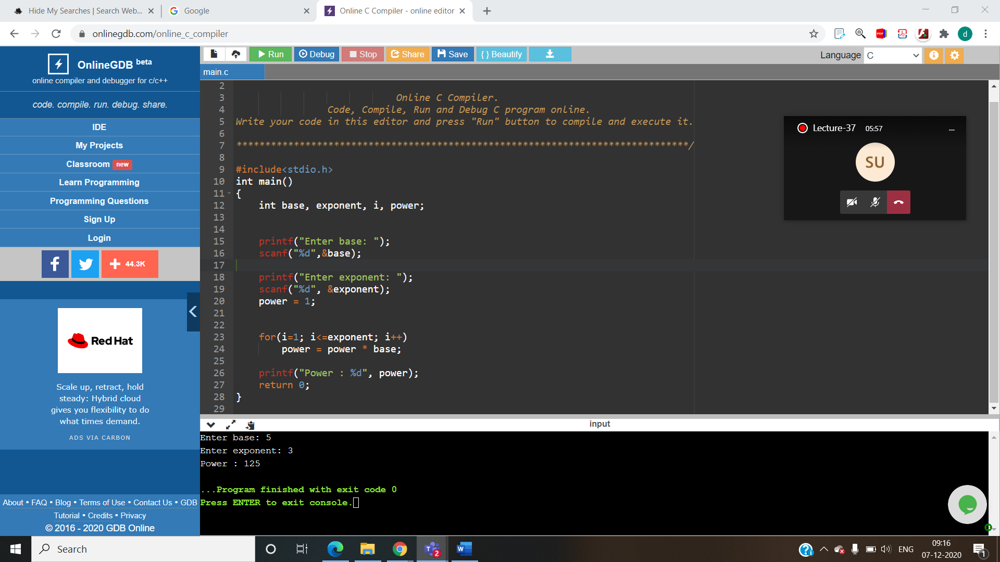 Hide My Searches | Search Web...
Google
Online C Compiler - online editor
onlinegdb.com/online_c_compiler
PDF
d
OnlineGDB beta
online compiler and debugger for c/c++
code. compile. run. debug. share.
IDE
My Projects
Classroom new
Learn Programming
Programming Questions
Sign Up
Login
f
+ 44.3K
Red Hat
Scale up, retract, hold
steady: Hybrid cloud
gives you flexibility to do
what times demand.
ADS VIA CARBON
About • FAQ • Blog • Terms of Use • Contact Us • GDB
Tutorial • Credits • Privacy
© 2016 - 2020 GDB Online
Run
Debug
Stop
Share
Save
{ } Beautify
Language C
main.c
2
3 Online C Compiler.
4 Code, Compile, Run and Debug C program online.
5 Write your code in this editor and press "Run" button to compile and execute it.
6
7 *******************************************************************************/
8
9 #include<stdio.h>
10 int main()
11 {
12 int base, exponent, i, power;
13
14
15 printf("Enter base: ");
16 scanf("%d",&base);
17
18 printf("Enter exponent: ");
19 scanf("%d", &exponent);
20 power = 1;
21
22
23 for(i=1; i<=exponent; i++)
24 power = power * base;
25
26 printf("Power : %d", power);
27 return 0;
28 }
29
Lecture-37 05:57
SU
input
Enter base: 5
Enter exponent: 3
Power : 125
...Program finished with exit code 0
Press ENTER to exit console.
Search
2
W
ENG
09:16
07-12-2020
1